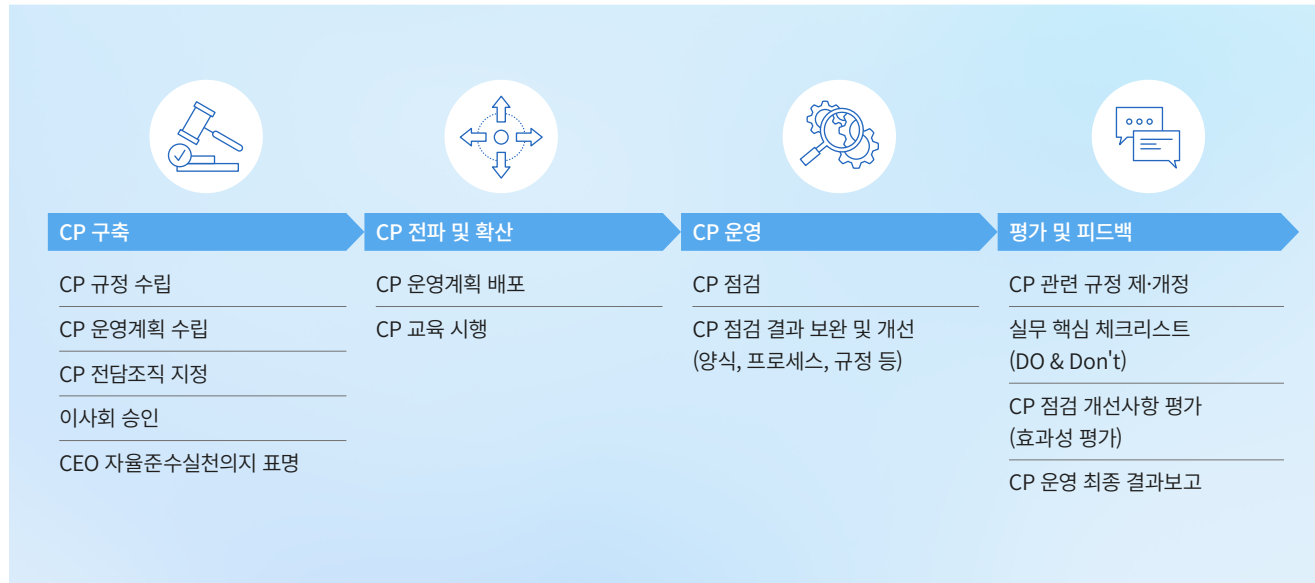 CP 구축
CP 규정 수립
CP 운영계획 수립
CP 전담조직 지정
이사회 승인
CEO 자율준수실천의지 표명
CP 전파 및 확산
CP 운영계획 배포
CP 교육 시행
CP 운영
CP 점검
CP 점검 결과 보완 및 개선
(양식, 프로세스, 규정 등)
평가 및 피드백
CP 관련 규정 제·개정
실무 핵심 체크리스트
(DO & Don't)
CP 점검 개선사항 평가
(효과성 평가)
CP 운영 최종 결과보고